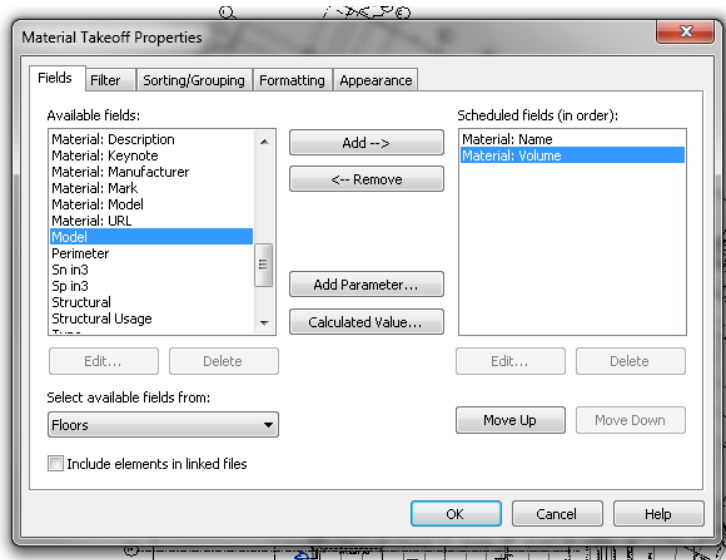 Material Takeoff Properties
Fields Filter Sorting/Grouping Formatting Appearance
Available fields:
Material: Description
Material: Keynote
Material: Manufacturer
Material: Mark
Material: Model
Material: URL
Model
Perimeter
Sn in3
Sp in3
Structural
Structural Usage
Add -->
<-- Remove
Add Parameter...
Calculated Value...
Scheduled fields (in order):
Material: Name
Material: Volume
Edit... Delete
Edit... Delete
Select available fields from:
Floors
Move Up Move Down
Include elements in linked files
OK Cancel Help